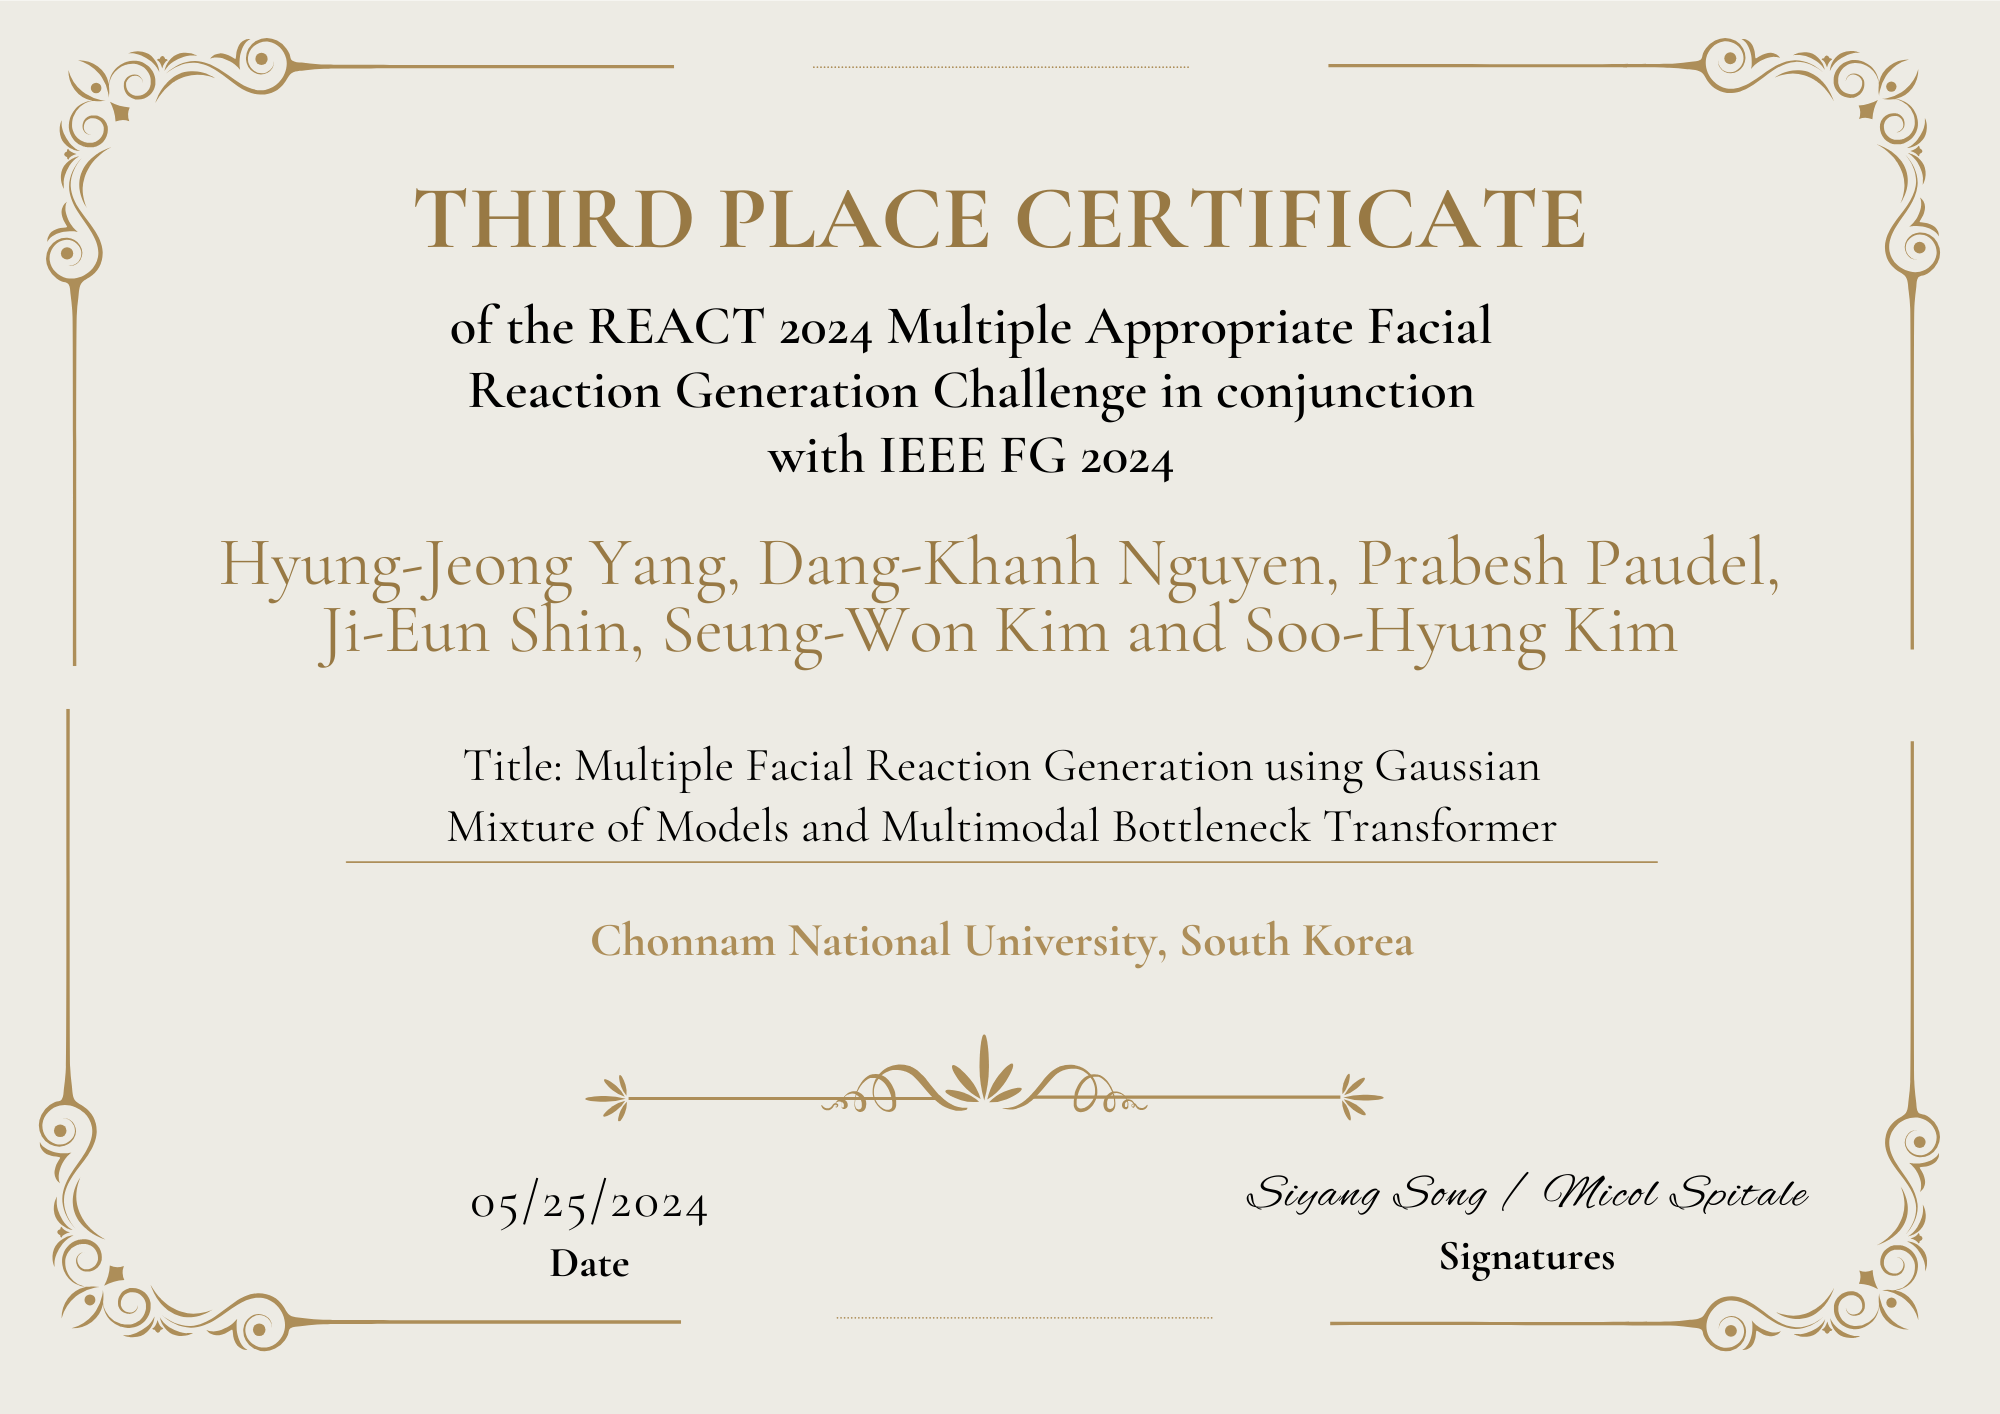 THIRD PLACE CERTIFICATE
of the REACT 2024 Multiple Appropriate Facial
Reaction Generation Challenge in conjunction
with IEEE FG 2024
Hyung-Jeong Yang, Dang-Khanh Nguyen, Prabesh Paudel,
Ji-Eun Shin, Seung-Won Kim and Soo-Hyung Kim
Title: Multiple Facial Reaction Generation using Gaussian
Mixture of Models and Multimodal Bottleneck Transformer
Chonnam National University, South Korea
05/25/2024
Date
Siyang Song / Micol Spitale
Signatures